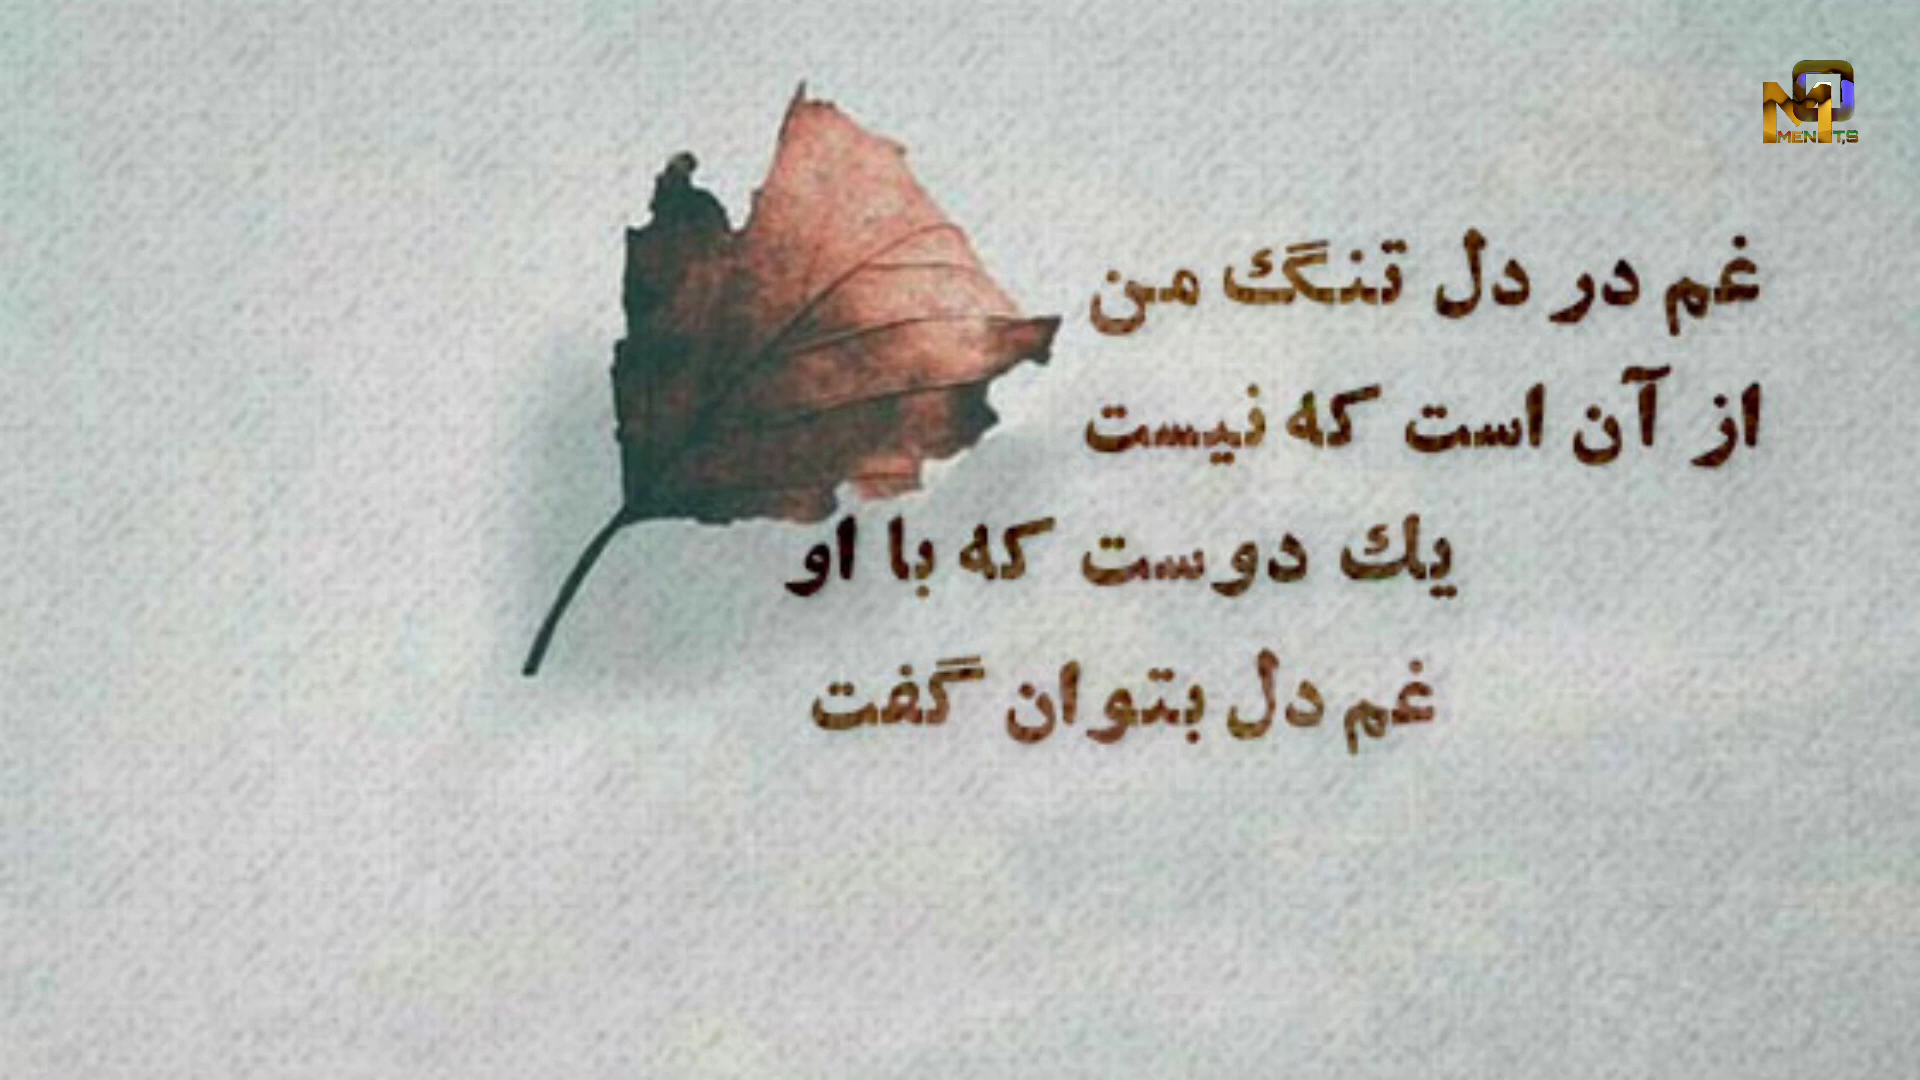 غم در دل تنگ من
از آن است که نیست
یك دوست که با او
غم دل بتوان گفت